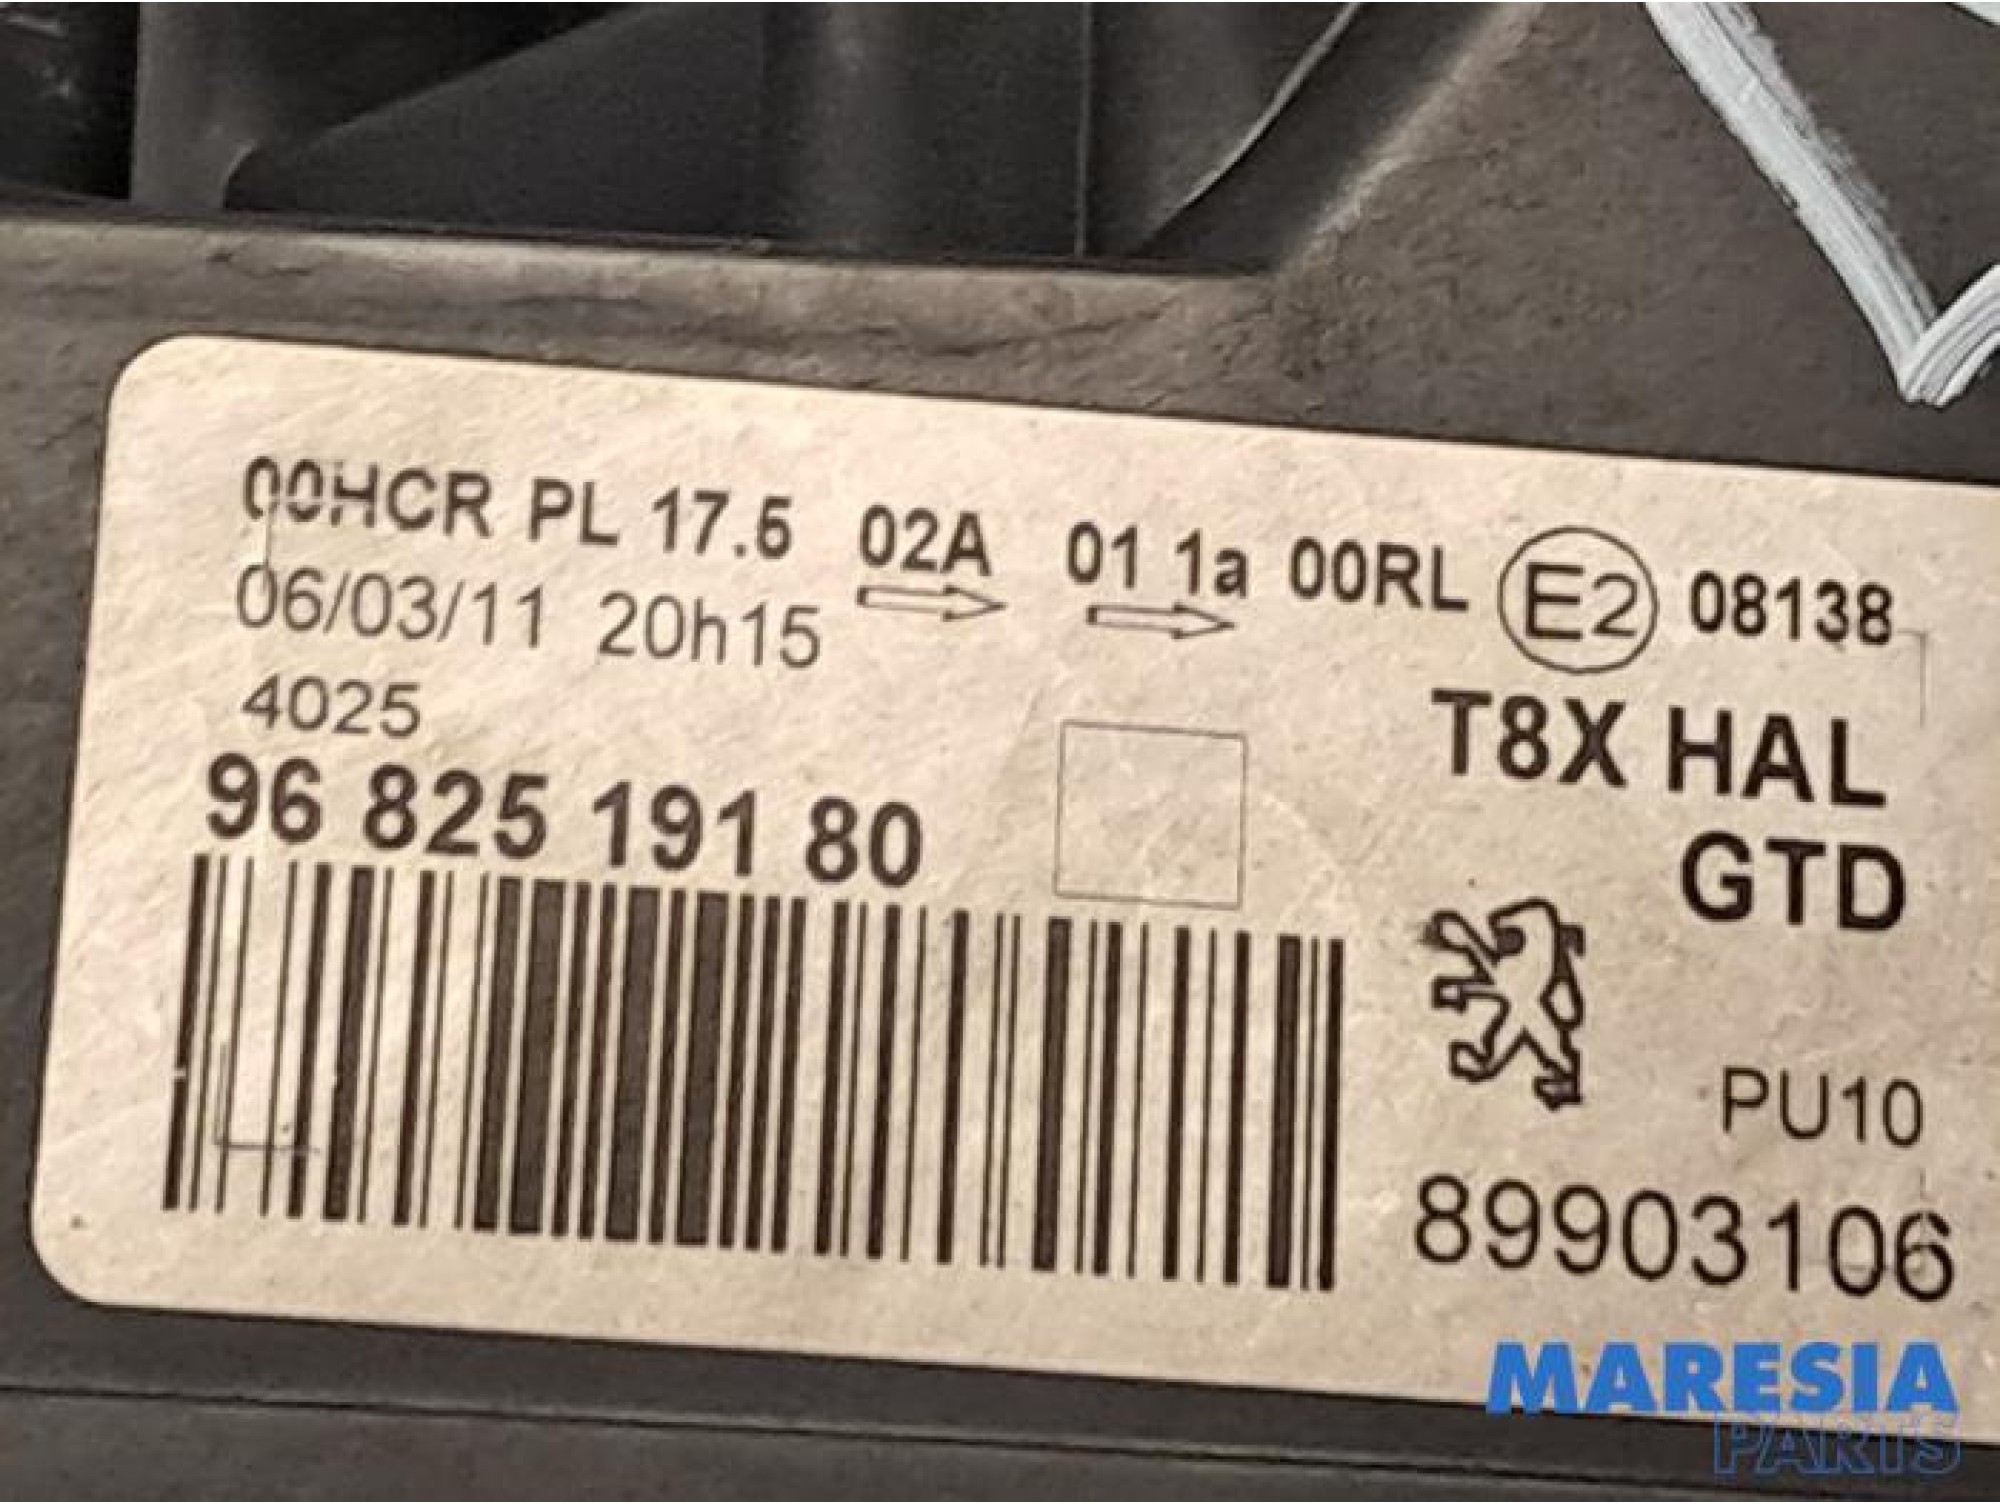 00HCR PL 17.5 02A 01 1a 00RL E2 08138
06/03/11 20h15
4025
96 825 191 80
T8X HAL
GTD
PU10
89903106
MARESIA
PARTS